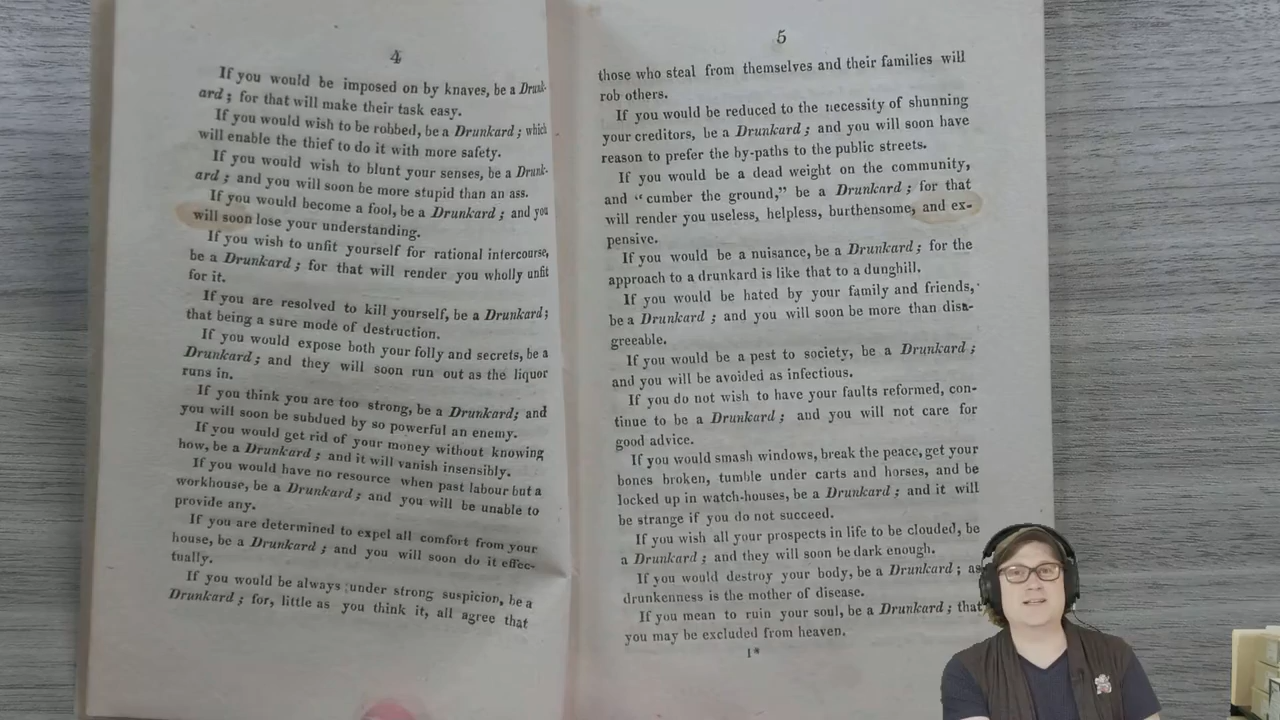 4
If you would be imposed on by knaves, be a Drunk-
ard; for that will make their task easy.
If you would wish to be robbed, be a Drunkard; which
will enable the thief to do it with more safety.
If you would wish to blunt your senses, be a Drunk-
ard; and you will soon be more stupid than an ass.
If you would become a fool, be a Drunkard; and you
will soon lose your understanding.
If you wish to unfit yourself for rational intercourse,
be a Drunkard; for that will render you wholly unfit
for it.
If you are resolved to kill yourself, be a Drunkard;
that being a sure mode of destruction.
If you would expose both your folly and secrets, be a
Drunkard; and they will soon run out as the liquor
runs in.
If you think you are too strong, be a Drunkard; and
you will soon be subdued by so powerful an enemy.
If you would get rid of your money without knowing
how, be a Drunkard; and it will vanish insensibly.
If you would have no resource when past labour but a
workhouse, be a Drunkard; and you will be unable to
provide any.
If you are determined to expel all comfort from your
house, be a Drunkard; and you will soon do it effec-
tually.
If you would be always under strong suspicion, be a
Drunkard; for, little as you think it, all agree that
5
those who steal from themselves and their families will
rob others.
If you would be reduced to the necessity of shunning
your creditors, be a Drunkard; and you will soon have
reason to prefer the by-paths to the public streets.
If you would be a dead weight on the community,
and "cumber the ground," be a Drunkard; for that
will render you useless, helpless, burthensome, and ex-
pensive.
If you would be a nuisance, be a Drunkard; for the
approach to a drunkard is like that to a dunghill.
If you would be hated by your family and friends,
be a Drunkard; and you will soon be more than disa-
greeable.
If you would be a pest to society, be a Drunkard;
and you will be avoided as infectious.
If you do not wish to have your faults reformed, con-
tinue to be a Drunkard; and you will not care for
good advice.
If you would smash windows, break the peace, get your
bones broken, tumble under carts and horses, and be
locked up in watch-houses, be a Drunkard; and it will
be strange if you do not succeed.
If you wish all your prospects in life to be clouded, be
a Drunkard; and they will soon be dark enough.
If you would destroy your body, be a Drunkard; as
drunkenness is the mother of disease.
If you mean to ruin your soul, be a Drunkard; that
you may be excluded from heaven.
1*